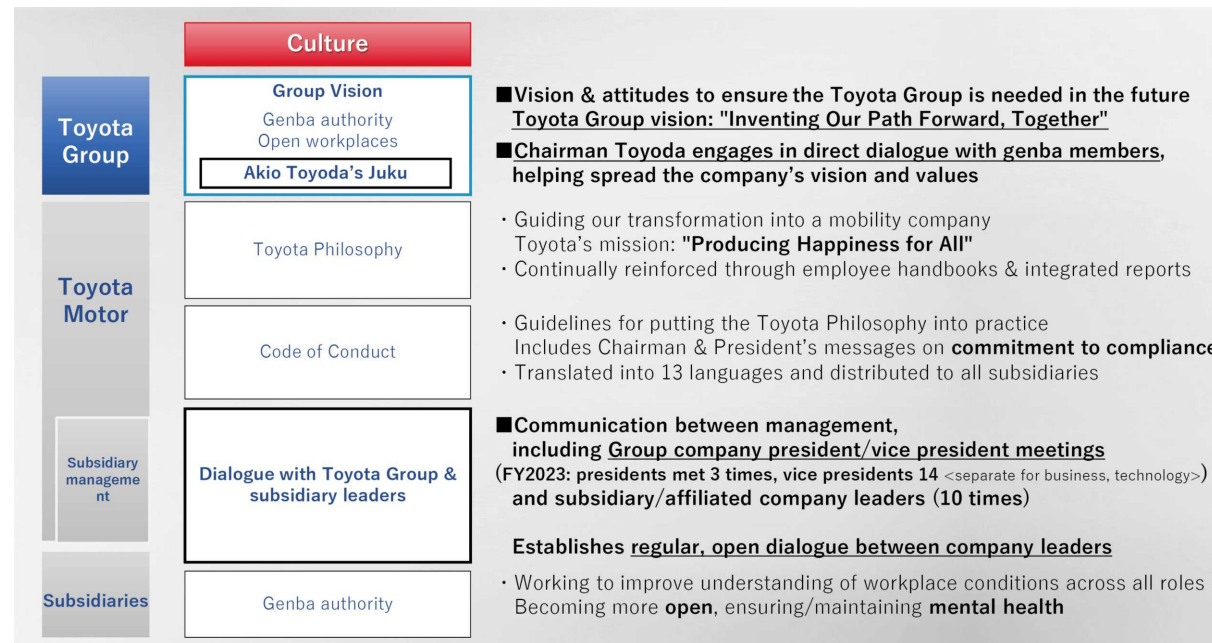 Culture
Toyota
Group
Group Vision
Genba authority
Open workplaces
Akio Toyoda's Juku
■Vision & attitudes to ensure the Toyota Group is needed in the future
Toyota Group vision: "Inventing Our Path Forward, Together"
■Chairman Toyoda engages in direct dialogue with genba members,
helping spread the company's vision and values
Toyota
Motor
Toyota Philosophy
・Guiding our transformation into a mobility company
Toyota's mission: "Producing Happiness for All"
・Continually reinforced through employee handbooks & integrated reports
Code of Conduct
・Guidelines for putting the Toyota Philosophy into practice
Includes Chairman & President's messages on commitment to compliance
・Translated into 13 languages and distributed to all subsidiaries
Subsidiary
manageme
nt
Dialogue with Toyota Group &
subsidiary leaders
■Communication between management,
including Group company president/vice president meetings
(FY2023: presidents met 3 times, vice presidents 14 <separate for business, technology>)
and subsidiary/affiliated company leaders (10 times)
Establishes regular, open dialogue between company leaders
Subsidiaries
Genba authority
・Working to improve understanding of workplace conditions across all roles
Becoming more open, ensuring/maintaining mental health